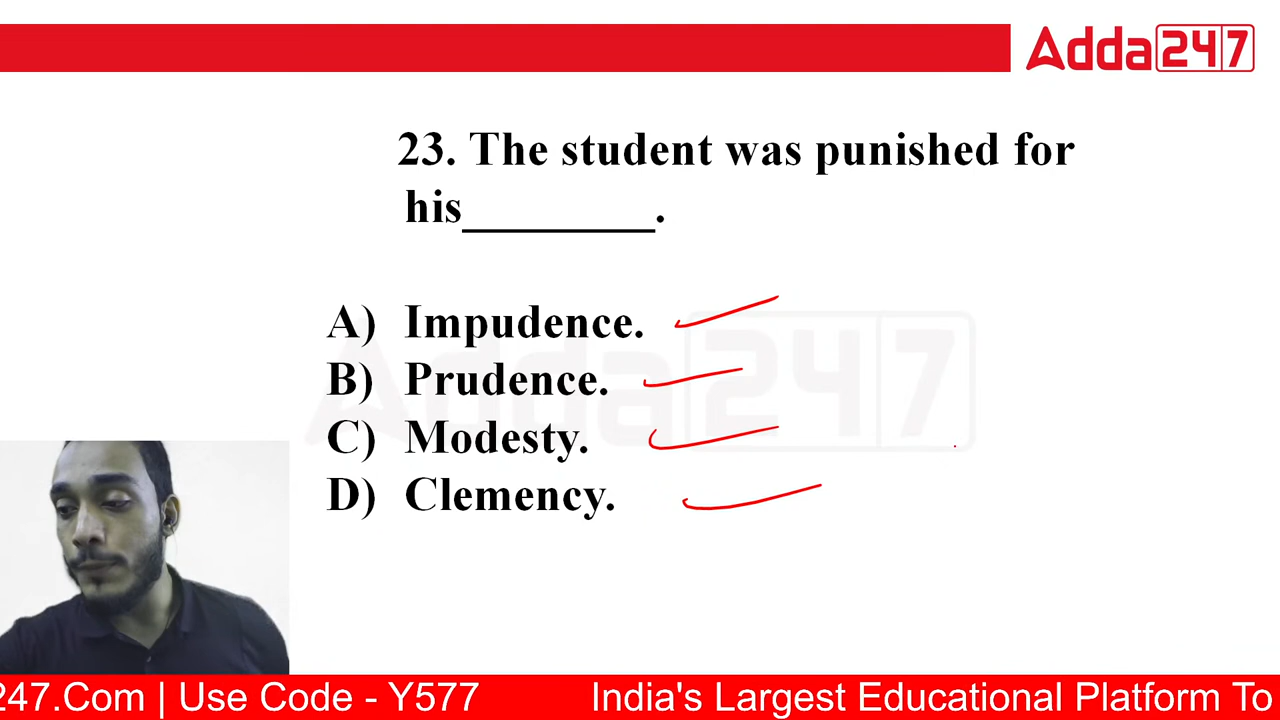 Adda247
23. The student was punished for
his________.
A) Impudence.
B) Prudence.
C) Modesty.
D) Clemency.
Adda247
247.Com | Use Code - Y577 India's Largest Educational Platform To